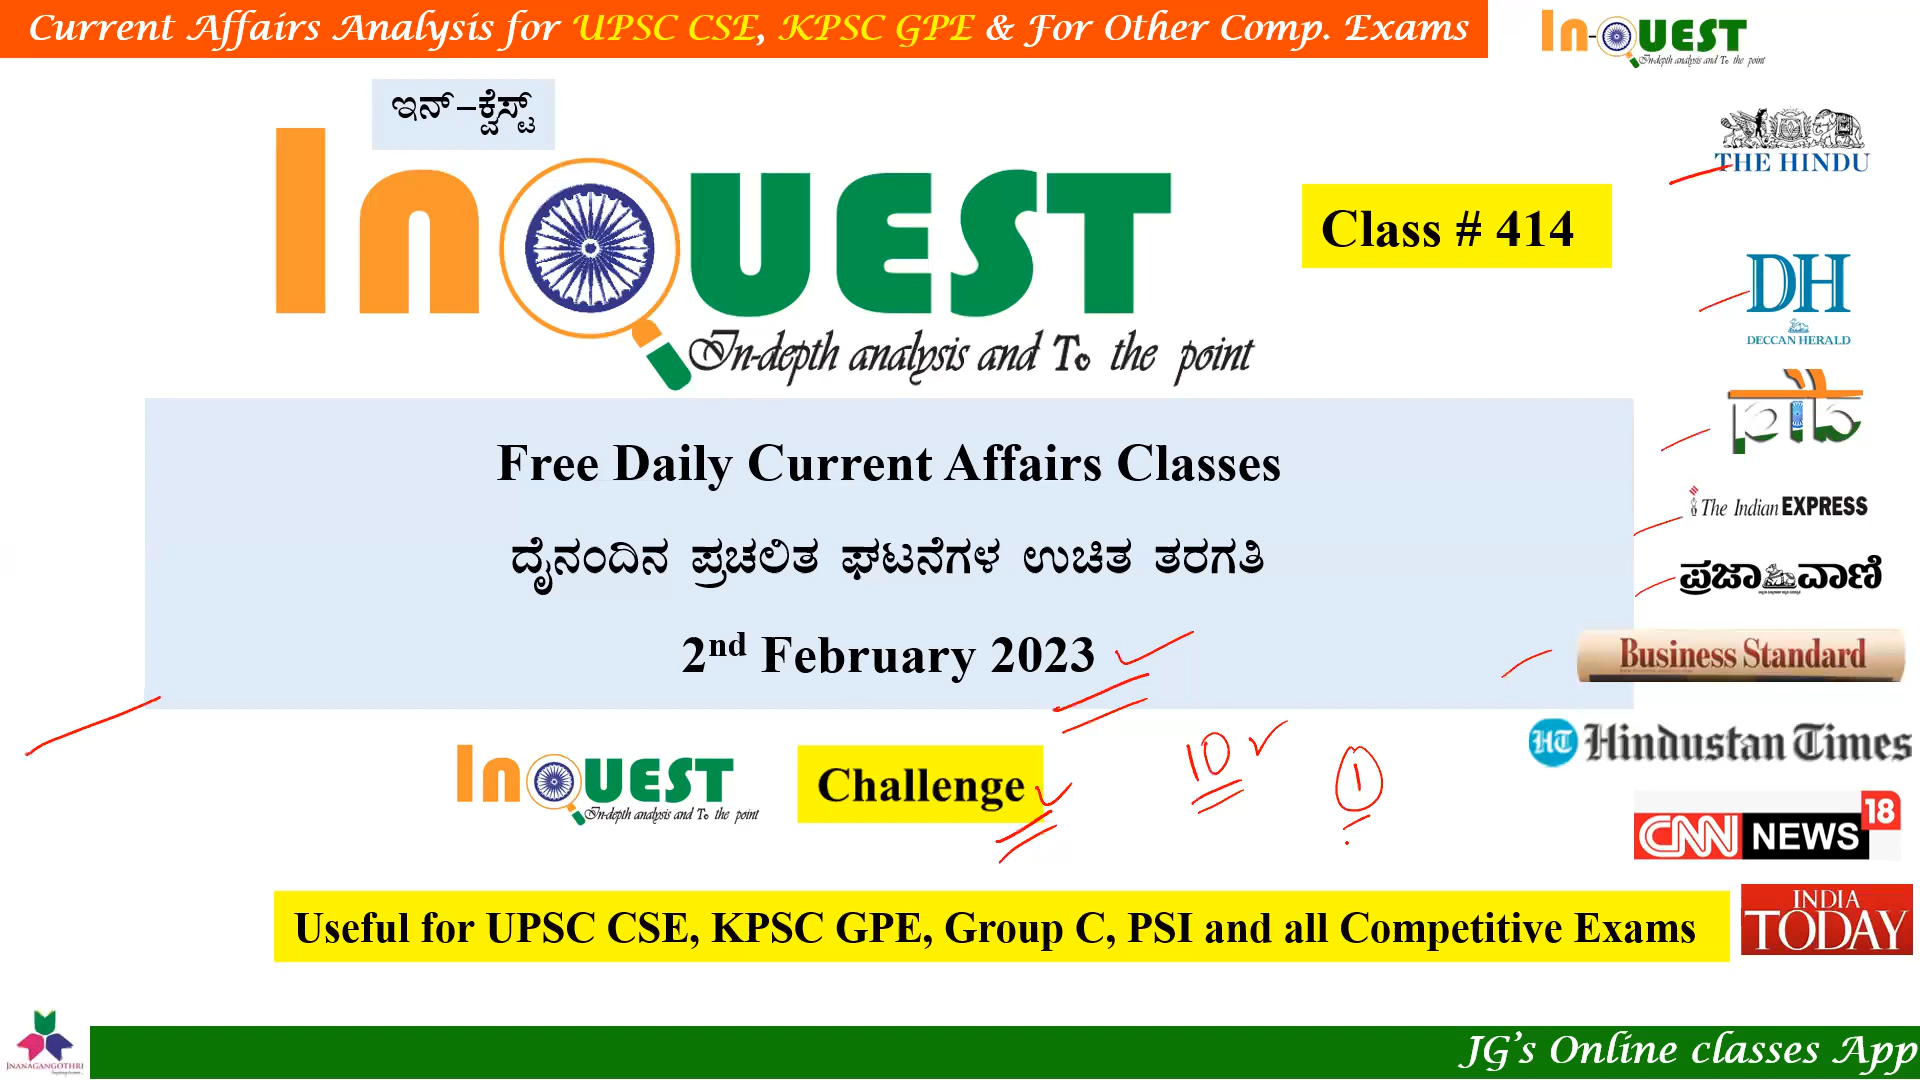 Current Affairs Analysis for UPSC CSE, KPSC GPE & For Other Comp. Exams
In-QUEST
In-depth analysis and To the point
ಇನ್-ಕ್ವೆಸ್ಟ್
InQUEST
In-depth analysis and To the point
Class # 414
THE HINDU
DH
DECCAN HERALD
pib
The Indian EXPRESS
ಪ್ರಜಾವಾಣಿ
Business Standard
HT Hindustan Times
CNN NEWS 18
INDIA
TODAY
Free Daily Current Affairs Classes
ದೈನಂದಿನ ಪ್ರಚಲಿತ ಘಟನೆಗಳ ಉಚಿತ ತರಗತಿ
2nd February 2023
InQUEST
In-depth analysis and To the point
Challenge
10
1
Useful for UPSC CSE, KPSC GPE, Group C, PSI and all Competitive Exams
JNANAGANGOTHRI
JG's Online classes App